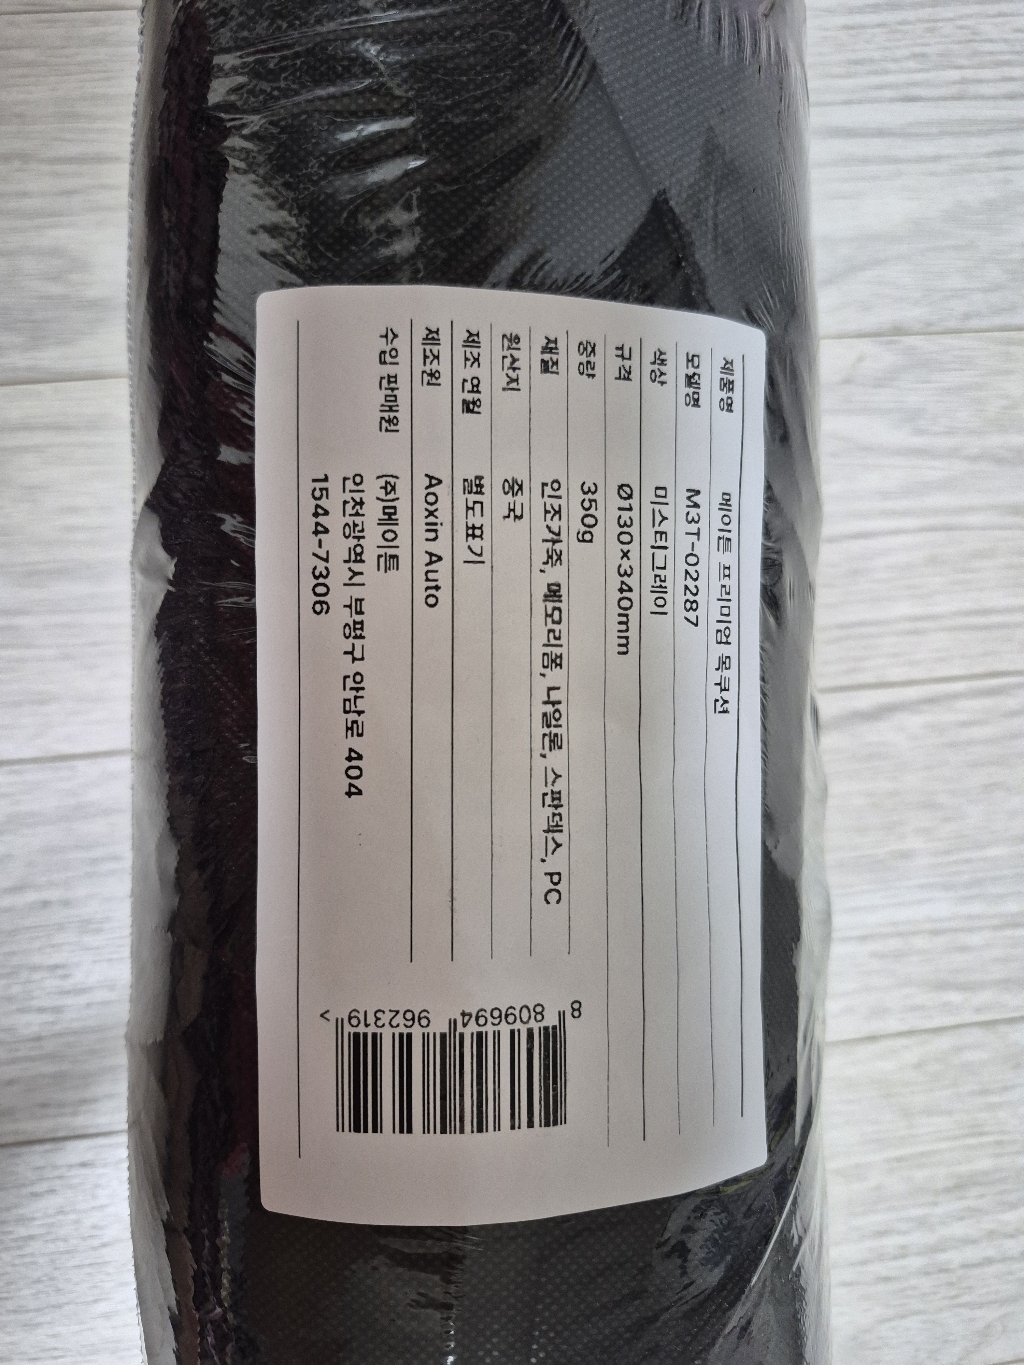 제품명 메이튼 프리미엄 목쿠션
모델명 M3T-02287
색상 미스티그레이
규격 Ø130×340mm
중량 350g
재질 인조가죽, 메모리폼, 나일론, 스판덱스, PC
원산지 중국
제조 연월 별도표기
제조원 Aoxin Auto
수입 판매원 (주)메이튼
인천광역시 부평구 안남로 404
1544-7306
8 809694 962319 >